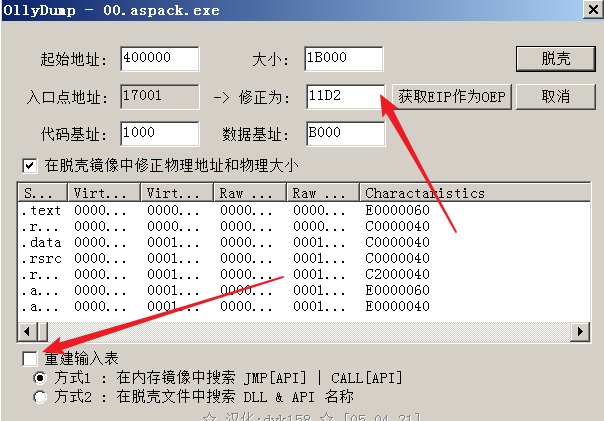 OllyDump - 00.aspack.exe
起始地址: 400000 大小: 1B000 脱壳
入口点地址: 17001 -> 修正为: 11D2 获取EIP作为OEP 取消
代码基址: 1000 数据基址: B000
在脱壳镜像中修正物理地址和物理大小
S... Virt... Virt... Raw ... Raw ... Charactaristics
.text 0000... 0000... 0000... 0000... E0000060
.r... 0000... 0000... 0000... 0000... C0000040
.data 0000... 0001... 0000... 0001... C0000040
.rsrc 0000... 0001... 0000... 0001... C0000040
.r... 0000... 0001... 0000... 0001... C2000040
.a... 0000... 0001... 0000... 0001... E0000060
.a... 0000... 0001... 0000... 0001... E0000040
重建输入表
方式1 : 在内存镜像中搜索 JMP[API] | CALL[API]
方式2 : 在脱壳文件中搜索 DLL & API 名称
☆ 汉化:dyk158 ☆ [05.04.21]